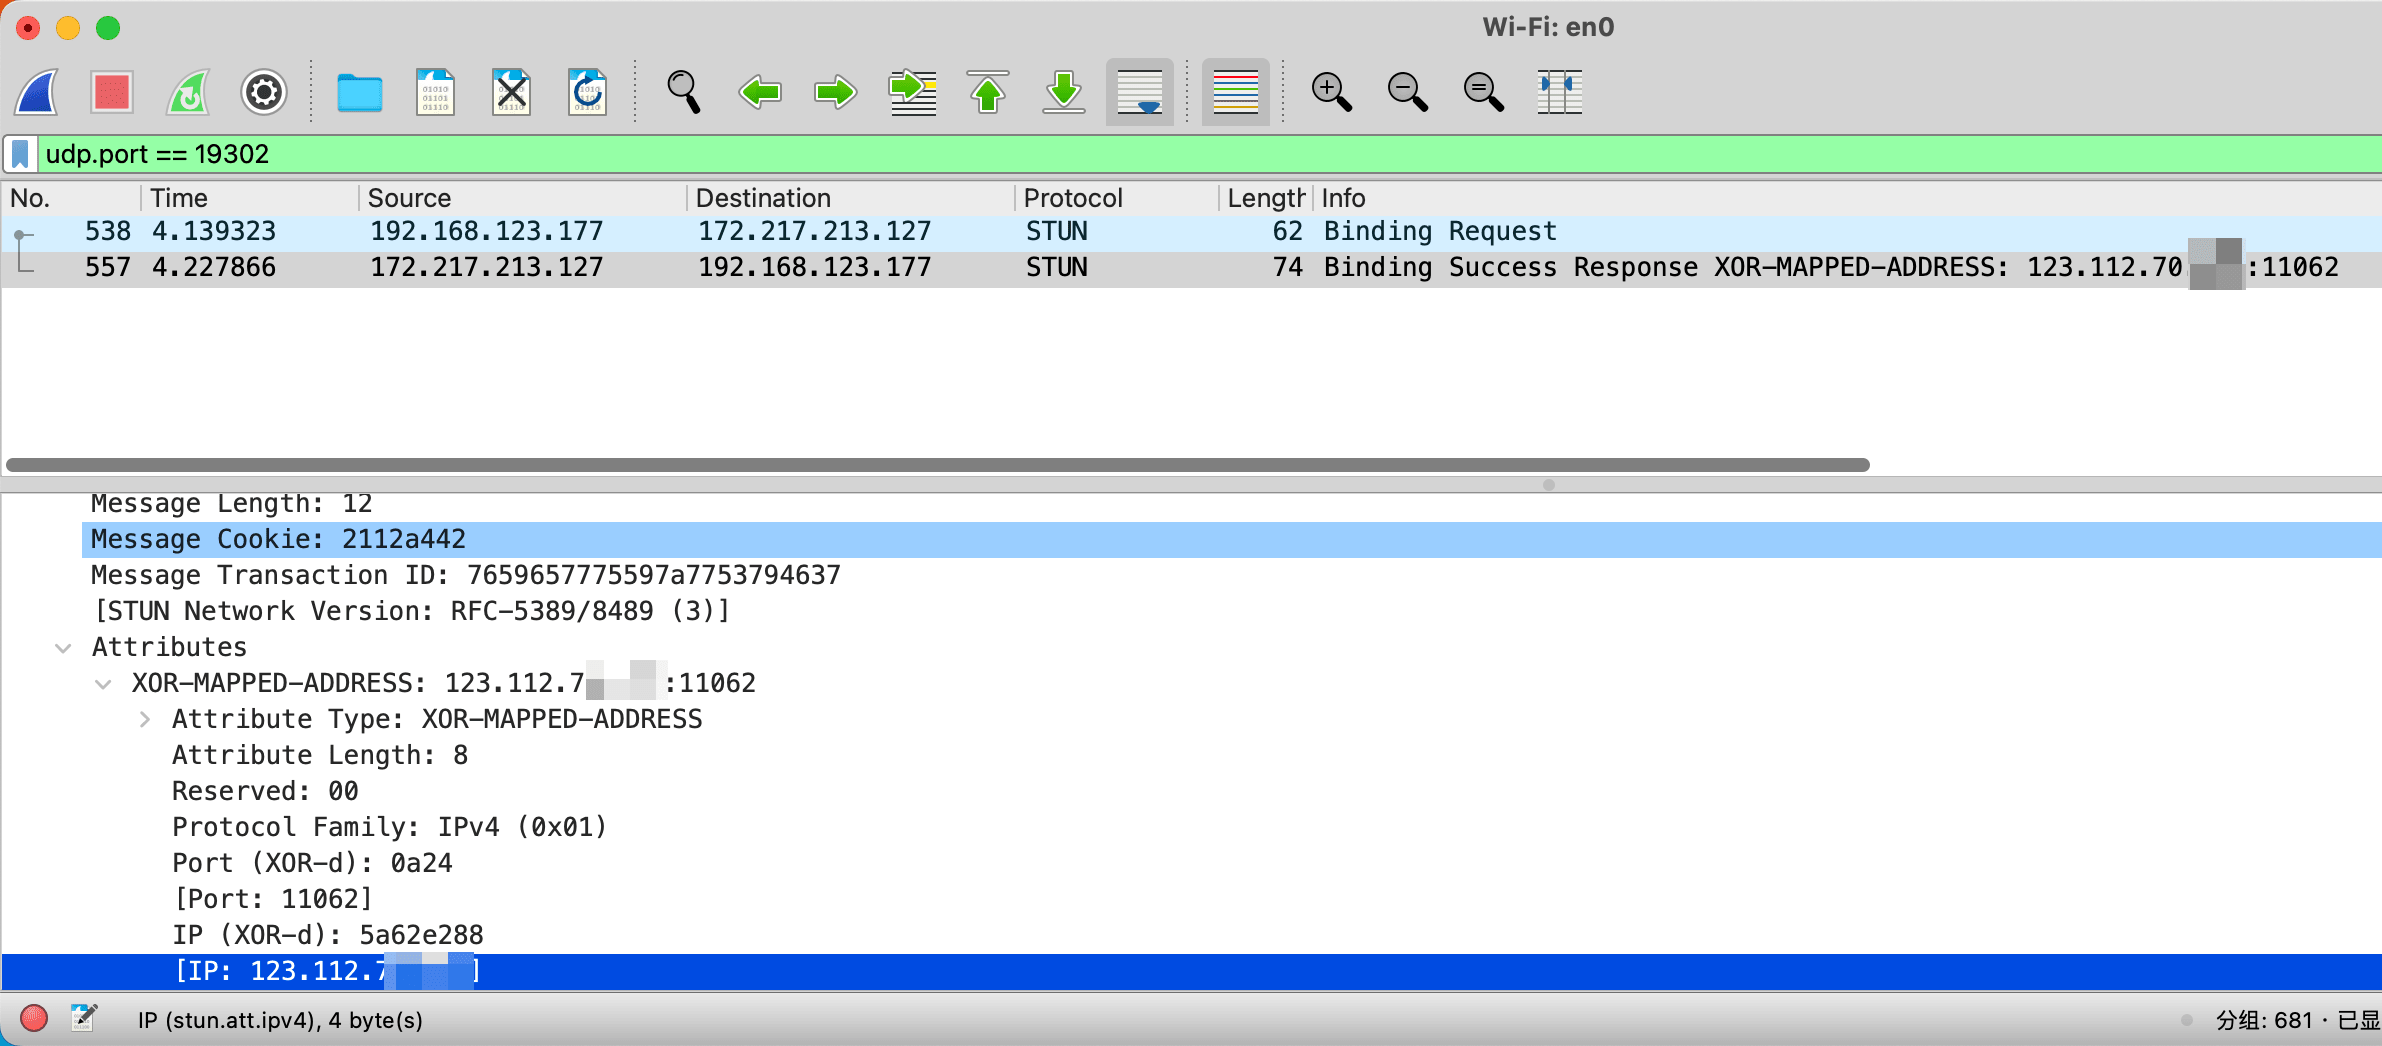 Wi-Fi: en0
udp.port == 19302
No. Time Source Destination Protocol Length Info
538 4.139323 192.168.123.177 172.217.213.127 STUN 62 Binding Request
557 4.227866 172.217.213.127 192.168.123.177 STUN 74 Binding Success Response XOR-MAPPED-ADDRESS: 123.112.70 :11062
Message Length: 12
Message Cookie: 2112a442
Message Transaction ID: 7659657775597a7753794637
[STUN Network Version: RFC-5389/8489 (3)]
Attributes
XOR-MAPPED-ADDRESS: 123.112.7 :11062
Attribute Type: XOR-MAPPED-ADDRESS
Attribute Length: 8
Reserved: 00
Protocol Family: IPv4 (0x01)
Port (XOR-d): 0a24
[Port: 11062]
IP (XOR-d): 5a62e288
[IP: 123.112.7 ]
IP (stun.att.ipv4), 4 byte(s)
分组: 681 · 已显